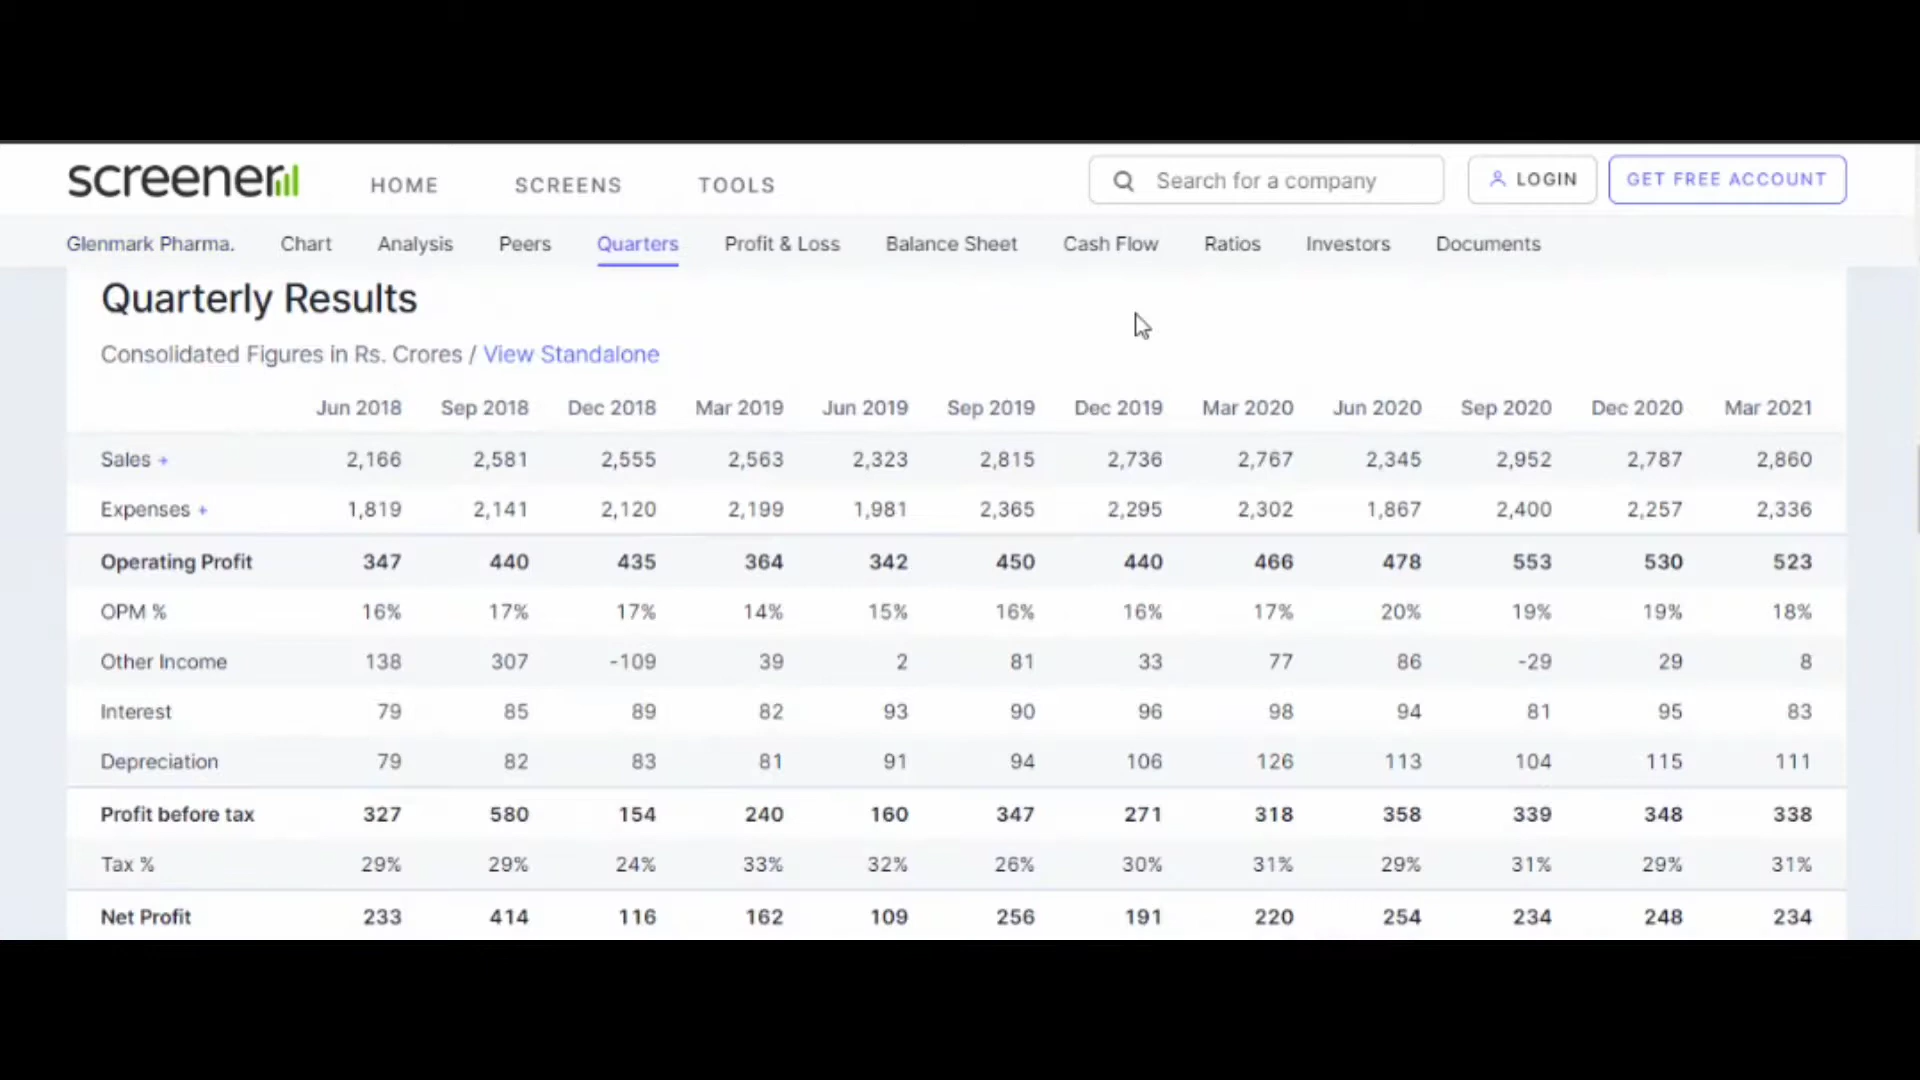 screener HOME SCREENS TOOLS Search for a company LOGIN GET FREE ACCOUNT
Glenmark Pharma. Chart Analysis Peers Quarters Profit & Loss Balance Sheet Cash Flow Ratios Investors Documents
Quarterly Results
Consolidated Figures in Rs. Crores / View Standalone
Jun 2018 Sep 2018 Dec 2018 Mar 2019 Jun 2019 Sep 2019 Dec 2019 Mar 2020 Jun 2020 Sep 2020 Dec 2020 Mar 2021
Sales + 2,166 2,581 2,555 2,563 2,323 2,815 2,736 2,767 2,345 2,952 2,787 2,860
Expenses + 1,819 2,141 2,120 2,199 1,981 2,365 2,295 2,302 1,867 2,400 2,257 2,336
Operating Profit 347 440 435 364 342 450 440 466 478 553 530 523
OPM % 16% 17% 17% 14% 15% 16% 16% 17% 20% 19% 19% 18%
Other Income 138 307 -109 39 2 81 33 77 86 -29 29 8
Interest 79 85 89 82 93 90 96 98 94 81 95 83
Depreciation 79 82 83 81 91 94 106 126 113 104 115 111
Profit before tax 327 580 154 240 160 347 271 318 358 339 348 338
Tax % 29% 29% 24% 33% 32% 26% 30% 31% 29% 31% 29% 31%
Net Profit 233 414 116 162 109 256 191 220 254 234 248 234